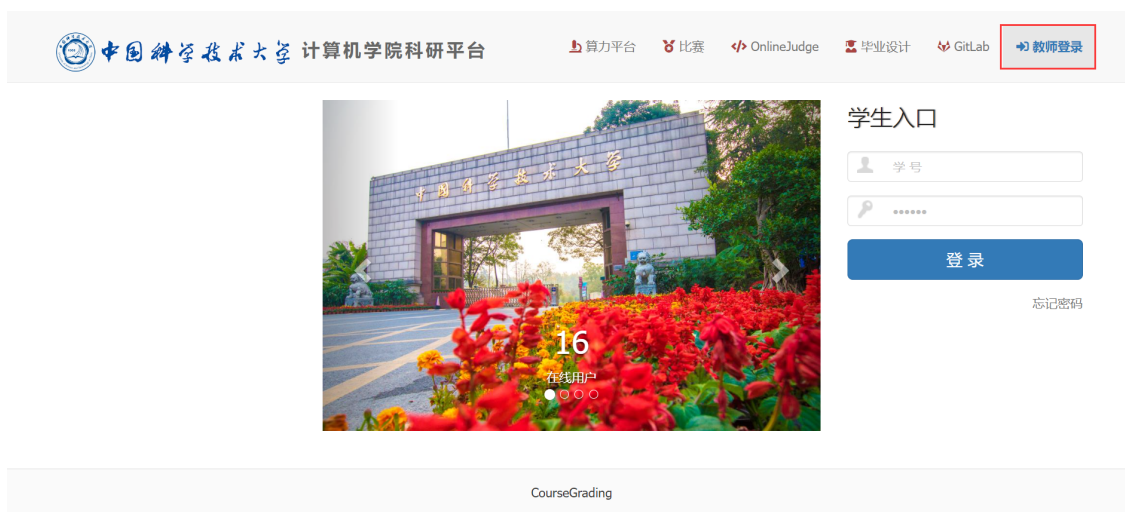 中国科学技术大学 计算机学院科研平台 算力平台 比赛 </> OnlineJudge 毕业设计 GitLab 教师登录
中国科学技术大学
学生入口
学号
••••••
登录
忘记密码
16
在线用户
CourseGrading